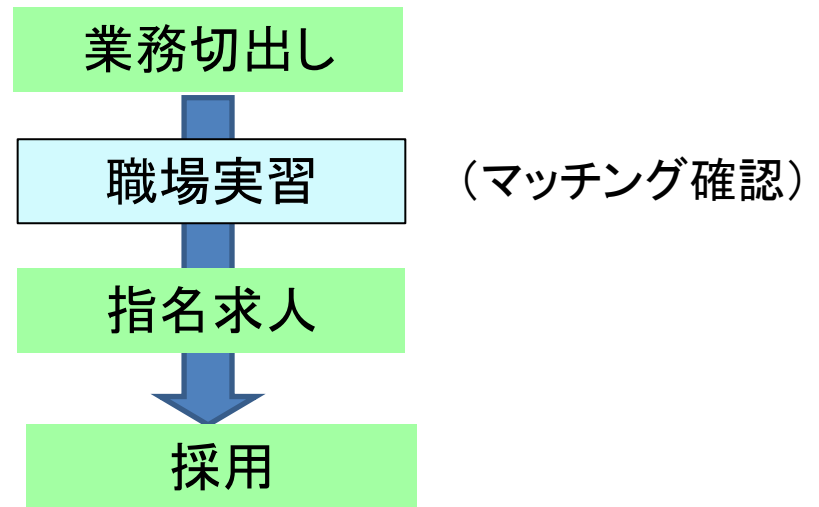 業務切出し
職場実習
（マッチング確認）
指名求人
採用